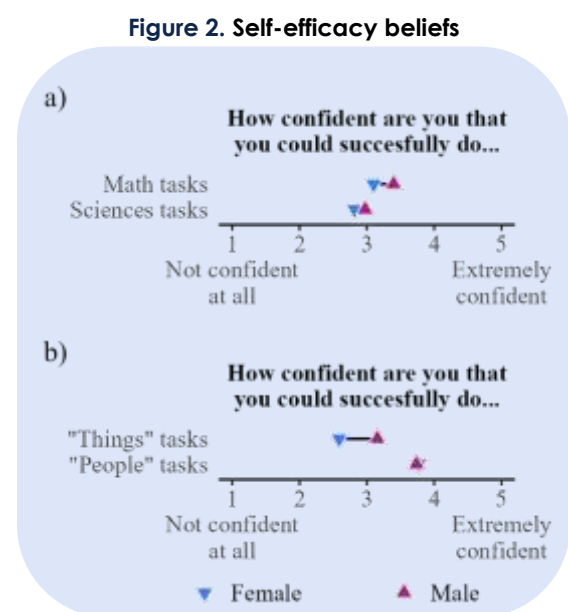 Figure 2. Self-efficacy beliefs
a)
How confident are you that
you could succesfully do...
Math tasks
Sciences tasks
1 2 3 4 5
Not confident Extremely
at all confident
b)
How confident are you that
you could succesfully do...
"Things" tasks
"People" tasks
1 2 3 4 5
Not confident Extremely
at all confident
Female Male